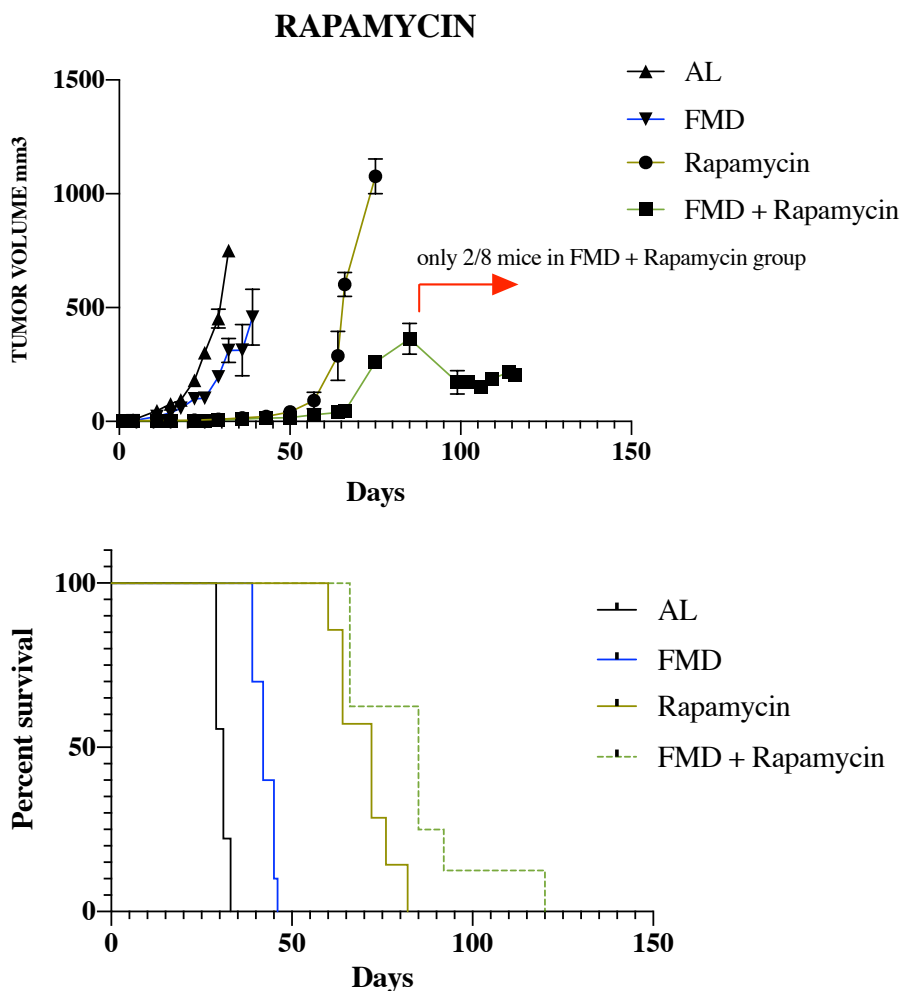 RAPAMYCIN
1500
1000
500
0
TUMOR VOLUME mm3
0 50 100 150
Days
AL
FMD
Rapamycin
FMD + Rapamycin
only 2/8 mice in FMD + Rapamycin group
100
50
0
Percent survival
0 50 100 150
Days
AL
FMD
Rapamycin
FMD + Rapamycin